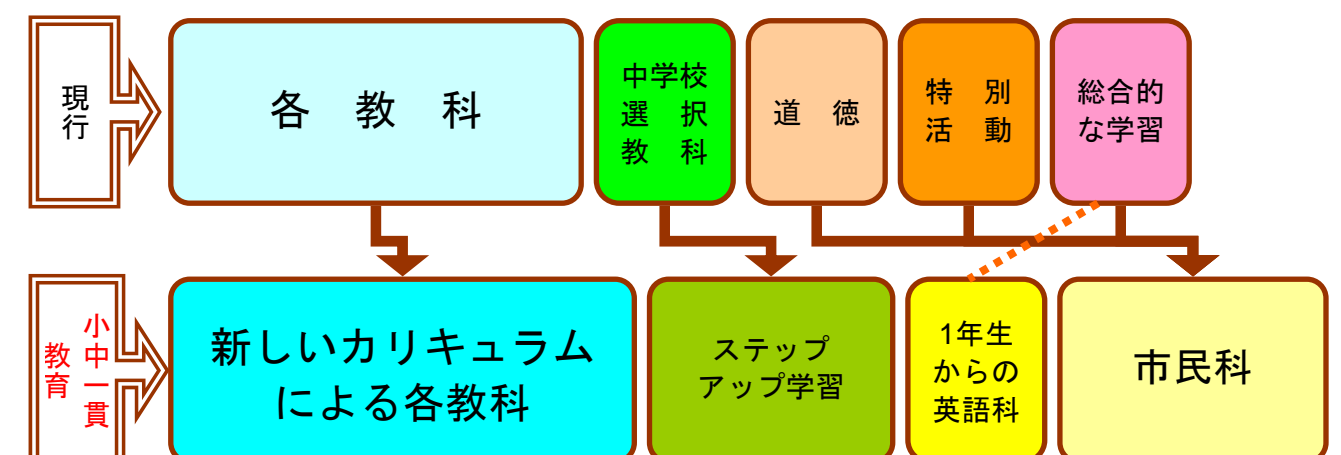 現行
各　教　科
中学校
選　択
教　科
道　徳
特　別
活　動
総合的
な学習
小中一貫
教育
新しいカリキュラム
による各教科
ステップ
アップ学習
1年生
からの
英語科
市民科